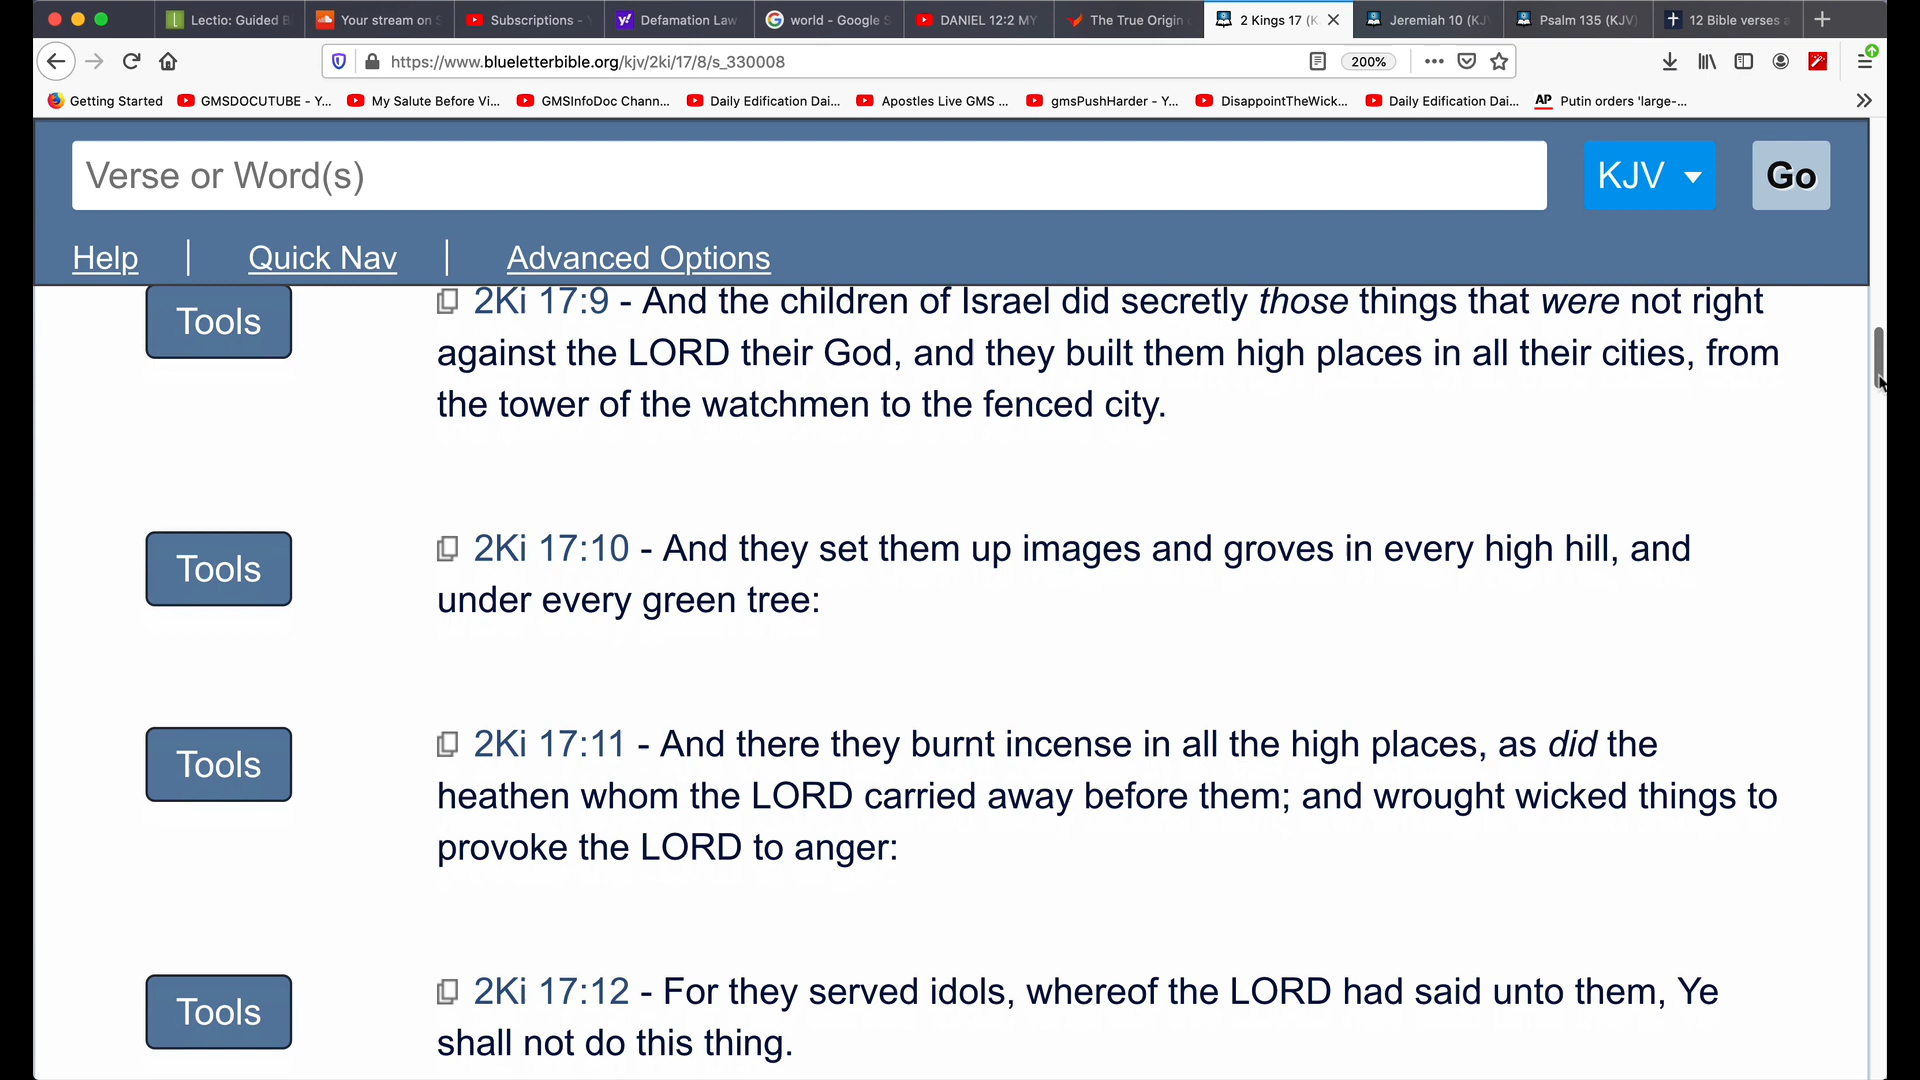 Lectio: Guided B
Your stream on S
Subscriptions - Y
Defamation Law
world - Google S
DANIEL 12:2 MY
The True Origin
2 Kings 17 (K
Jeremiah 10 (KJV
Psalm 135 (KJV)
12 Bible verses a
https://www.blueletterbible.org/kjv/2ki/17/8/s_330008
200%
Getting Started
GMSDOCUTUBE - Y...
My Salute Before Vi...
GMSInfoDoc Chann...
Daily Edification Dai...
Apostles Live GMS ...
gmsPushHarder - Y...
DisappointTheWick...
Daily Edification Dai...
AP Putin orders 'large-...
Verse or Word(s)
KJV
Go
Help | Quick Nav | Advanced Options
Tools
2Ki 17:9 - And the children of Israel did secretly those things that were not right
against the LORD their God, and they built them high places in all their cities, from
the tower of the watchmen to the fenced city.
Tools
2Ki 17:10 - And they set them up images and groves in every high hill, and
under every green tree:
Tools
2Ki 17:11 - And there they burnt incense in all the high places, as did the
heathen whom the LORD carried away before them; and wrought wicked things to
provoke the LORD to anger:
Tools
2Ki 17:12 - For they served idols, whereof the LORD had said unto them, Ye
shall not do this thing.